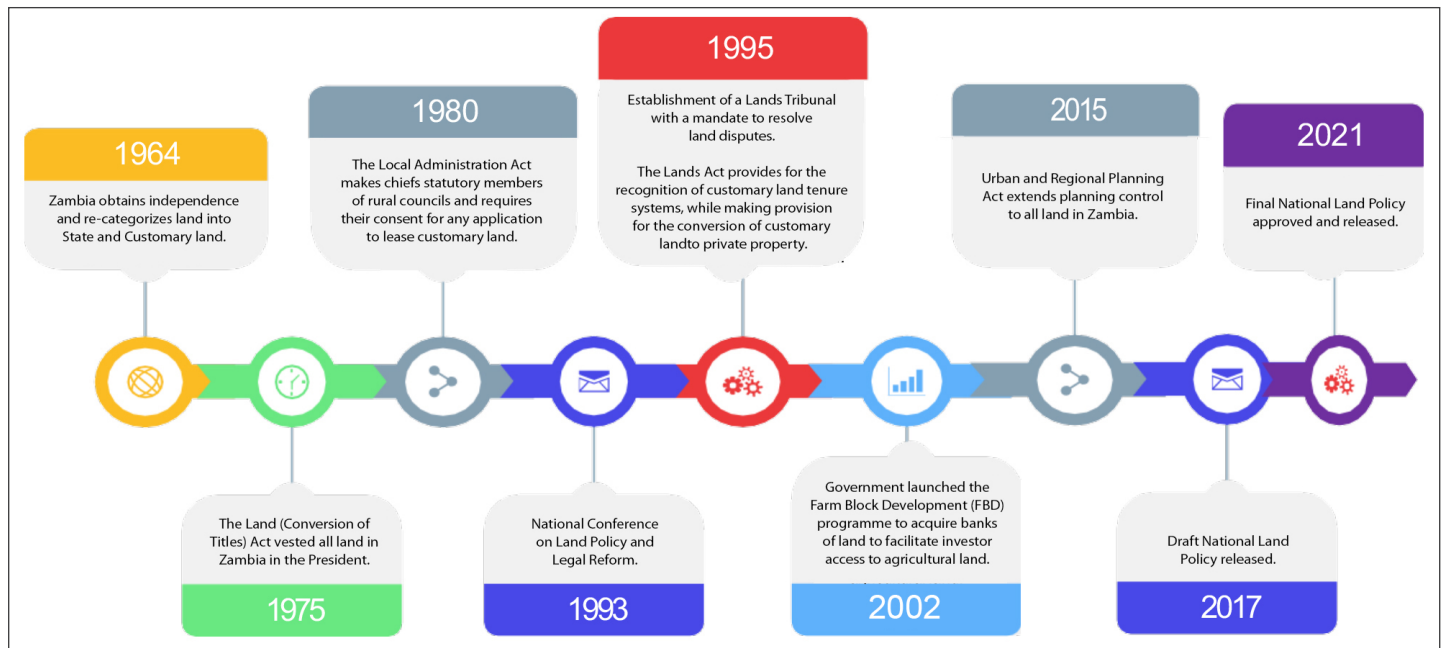 1964
Zambia obtains independence
and re-categorizes land into
State and Customary land.
1975
The Land (Conversion of
Titles) Act vested all land in
Zambia in the President.
1980
The Local Administration Act
makes chiefs statutory members
of rural councils and requires
their consent for any application
to lease customary land.
1993
National Conference
on Land Policy and
Legal Reform.
1995
Establishment of a Lands Tribunal
with a mandate to resolve
land disputes.
The Lands Act provides for the
recognition of customary land tenure
systems, while making provision
for the conversion of customary
landto private property.
.
2002
Government launched the
Farm Block Development (FBD)
programme to acquire banks
of land to facilitate investor
access to agricultural land.
2015
Urban and Regional Planning
Act extends planning control
to all land in Zambia.
2017
Draft National Land
Policy released.
2021
Final National Land Policy
approved and released.